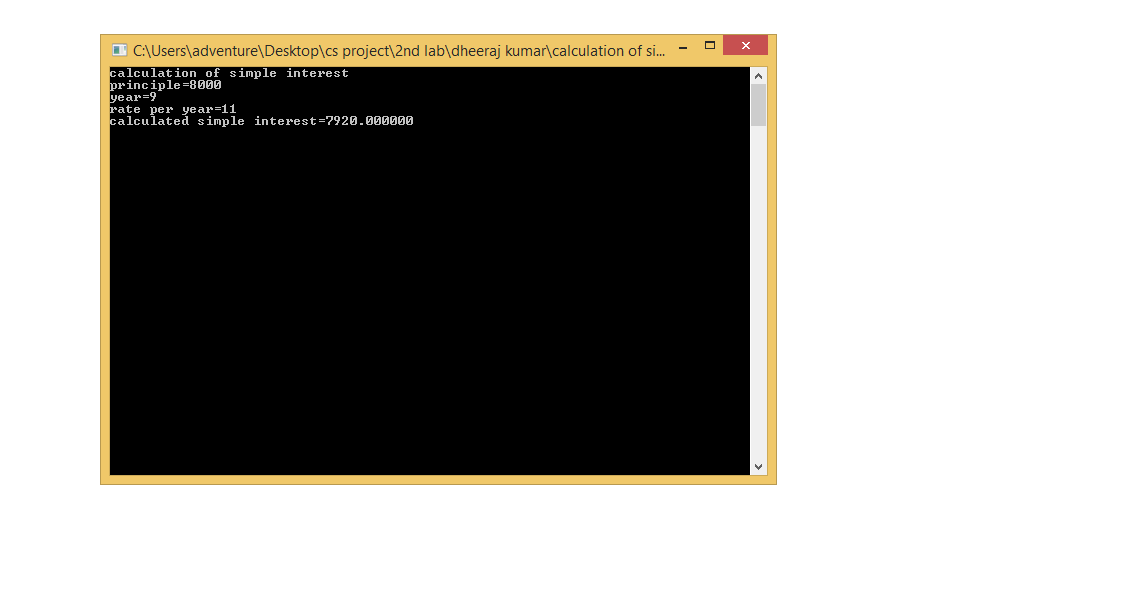 C:\Users\adventure\Desktop\cs project\2nd lab\dheeraj kumar\calculation of si...
calculation of simple interest
principle=8000
year=9
rate per year=11
calculated simple interest=7920.000000